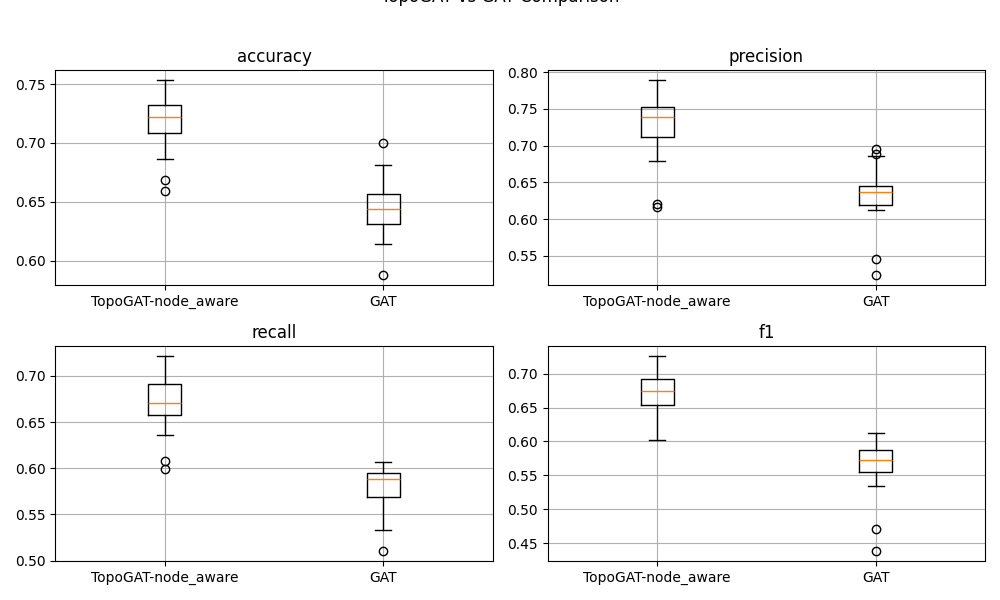 TopoGAT vs GAT Comparison
accuracy
0.75
0.70
0.65
0.60
TopoGAT-node_aware GAT
precision
0.80
0.75
0.70
0.65
0.60
0.55
TopoGAT-node_aware GAT
recall
0.70
0.65
0.60
0.55
0.50
TopoGAT-node_aware GAT
f1
0.70
0.65
0.60
0.55
0.50
0.45
TopoGAT-node_aware GAT